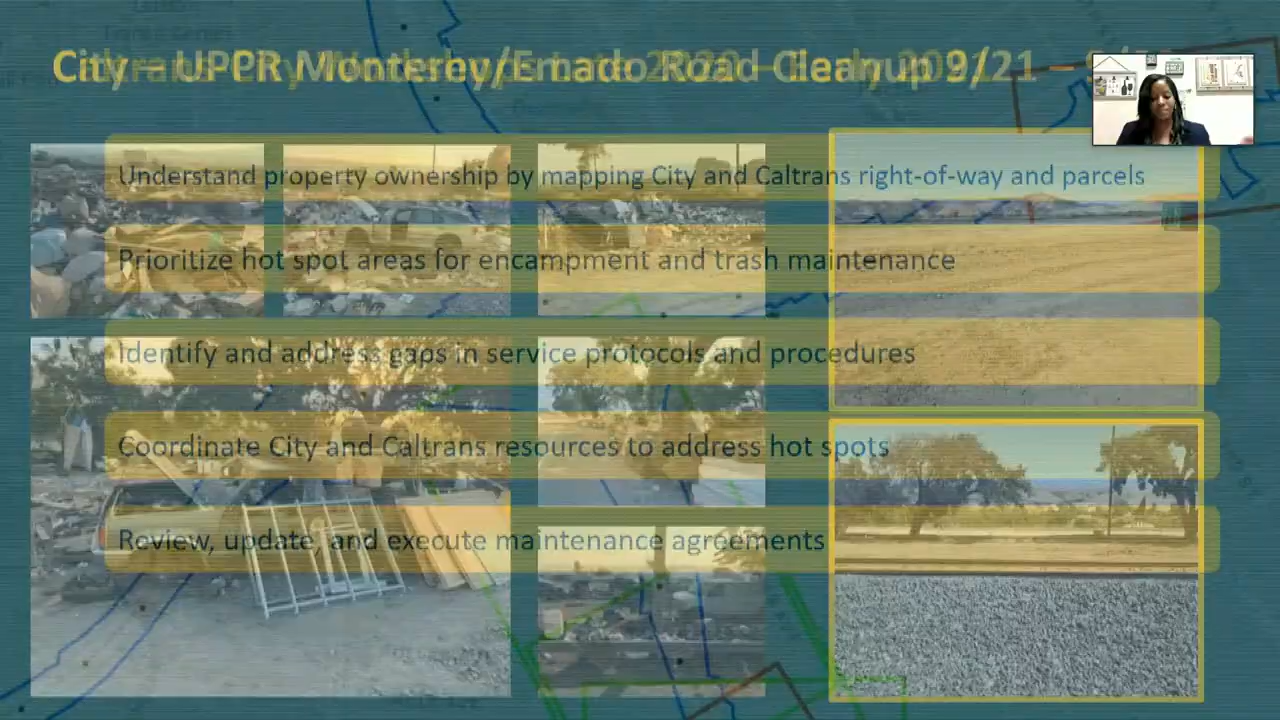 City – UPPR Monterey/Emado Road Cleanup 9/21
Understand property ownership by mapping City and Caltrans right-of-way and parcels
Prioritize hot spot areas for encampment and trash maintenance
Identify and address gaps in service protocols and procedures
Coordinate City and Caltrans resources to address hot spots
Review, update, and execute maintenance agreements